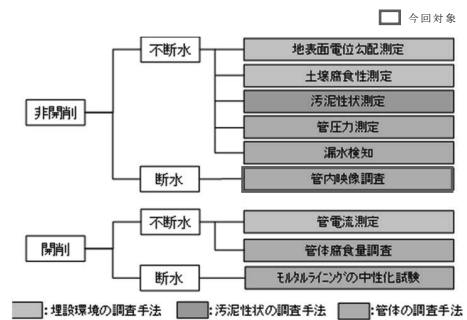 今回対象
不断水
地表面電位勾配測定
土壌腐食性測定
汚泥性状測定
非開削
管圧力測定
漏水検知
断水
管内映像調査
不断水
管電流測定
開削
管体腐食量調査
断水
モルタルライニングの中性化試験
:埋設環境の調査手法
:汚泥性状の調査手法
:管体の調査手法